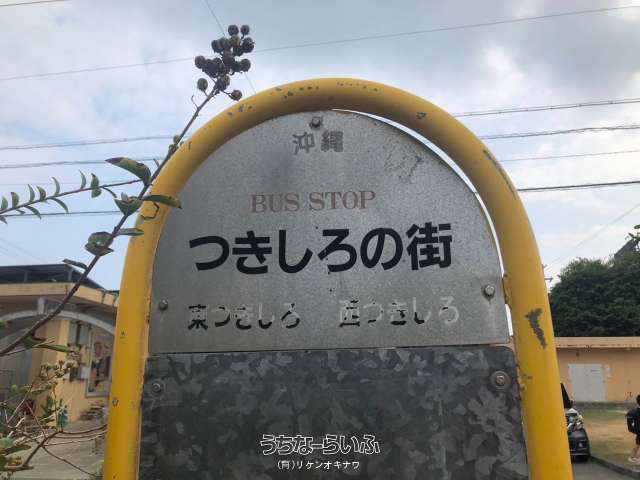 沖縄
BUS STOP
つきしろの街
東つきしろ 西つきしろ
うちなーらいふ
(有)リケンオキナワ